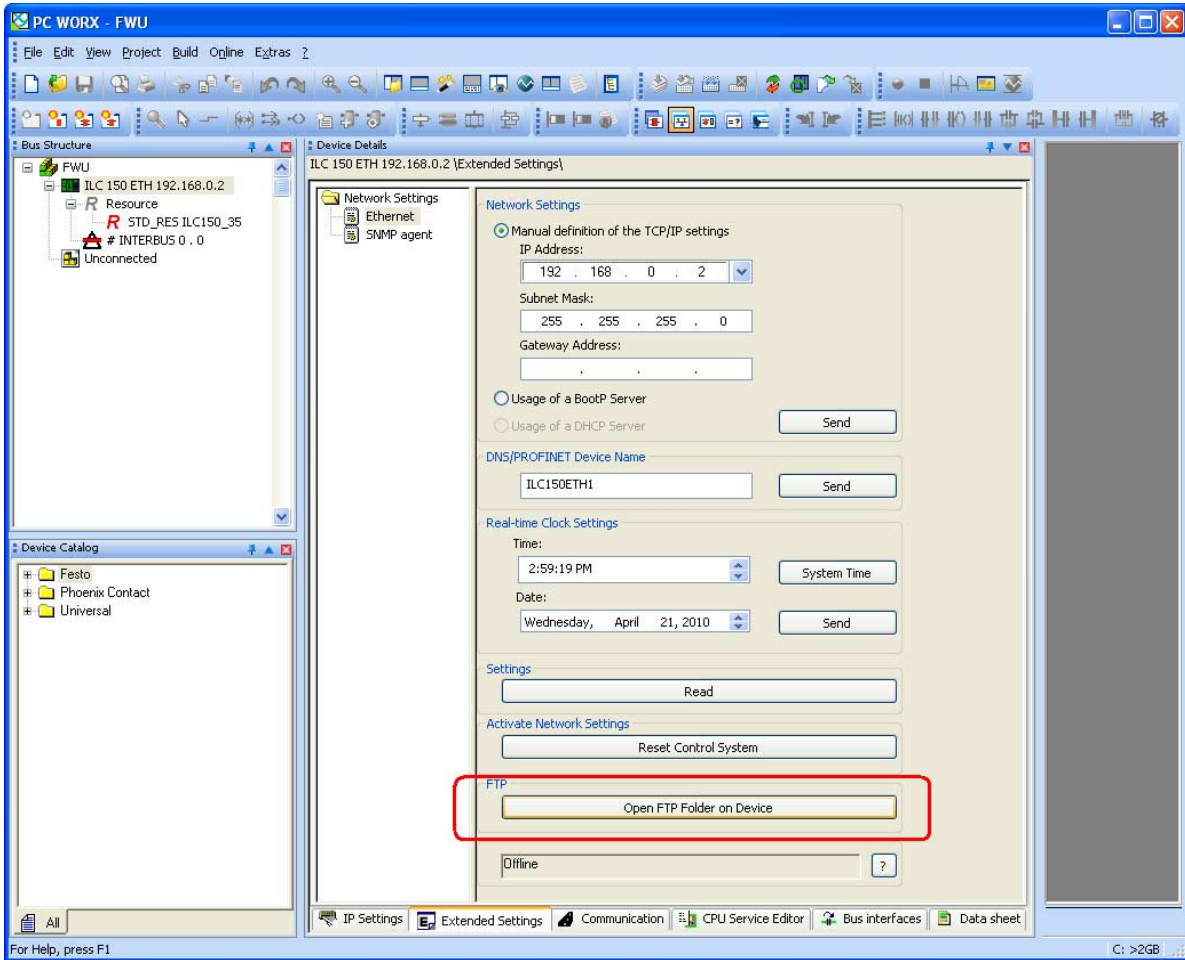 PC WORX - FWU
File Edit View Project Build Online Extras ?
Bus Structure
FWU
ILC 150 ETH 192.168.0.2
R Resource
R STD_RES ILC150_35
# INTERBUS 0 . 0
Unconnected
Device Catalog
Festo
Phoenix Contact
Universal
All
Device Details
ILC 150 ETH 192.168.0.2 \Extended Settings\
Network Settings
Ethernet
SNMP agent
Network Settings
Manual definition of the TCP/IP settings
IP Address:
192 . 168 . 0 . 2
Subnet Mask:
255 . 255 . 255 . 0
Gateway Address:
. . .
Usage of a BootP Server
Usage of a DHCP Server
Send
DNS/PROFINET Device Name
ILC150ETH1
Send
Real-time Clock Settings
Time:
2:59:19 PM
System Time
Date:
Wednesday, April 21, 2010
Send
Settings
Read
Activate Network Settings
Reset Control System
FTP
Open FTP Folder on Device
Offline
?
IP Settings Extended Settings Communication CPU Service Editor Bus interfaces Data sheet
For Help, press F1
C: >2GB